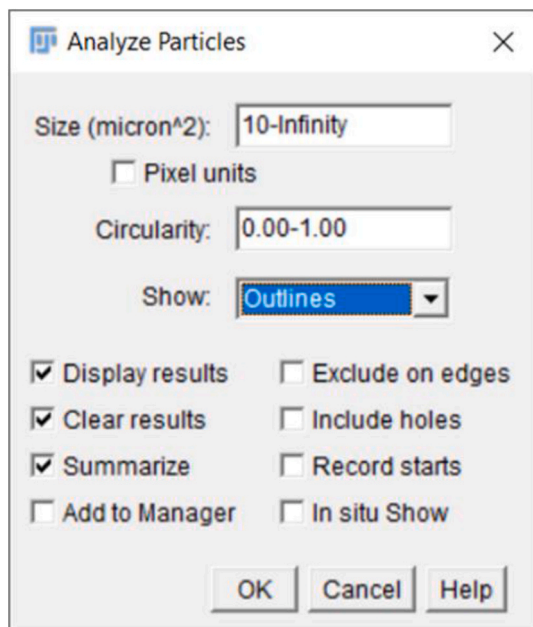 Analyze Particles
Size (micron^2): 10-Infinity
Pixel units
Circularity: 0.00-1.00
Show: Outlines
Display results Exclude on edges
Clear results Include holes
Summarize Record starts
Add to Manager In situ Show
OK Cancel Help